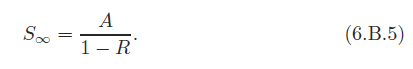 S∞ = A / (1 − R). (6.B.5)